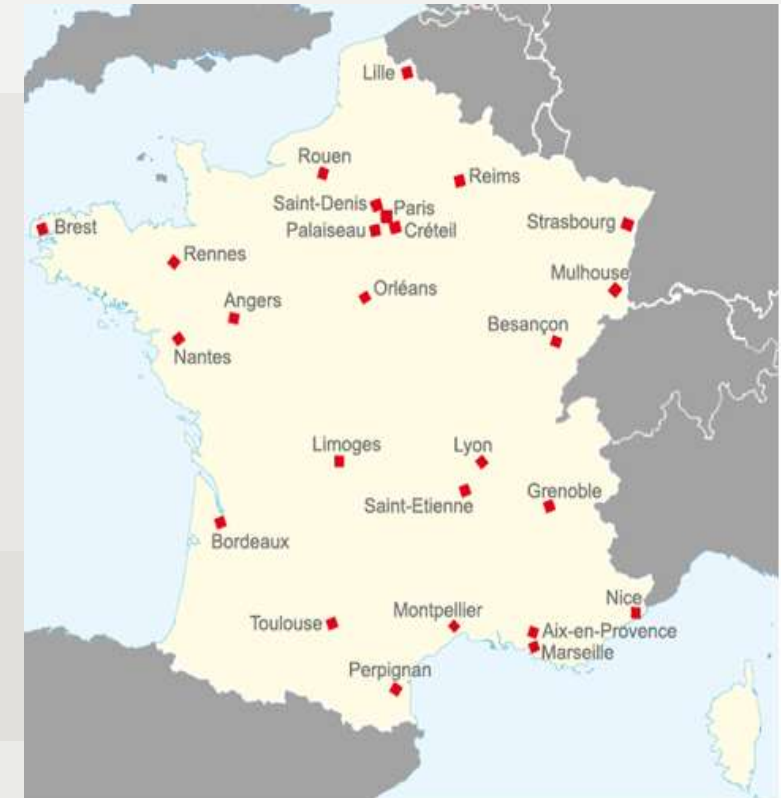 Lille
Rouen
Reims
Saint-Denis
Paris
Strasbourg
Brest
Palaiseau
Créteil
Rennes
Mulhouse
Orléans
Angers
Besançon
Nantes
Limoges
Lyon
Grenoble
Saint-Etienne
Bordeaux
Nice
Montpellier
Toulouse
Aix-en-Provence
Marseille
Perpignan